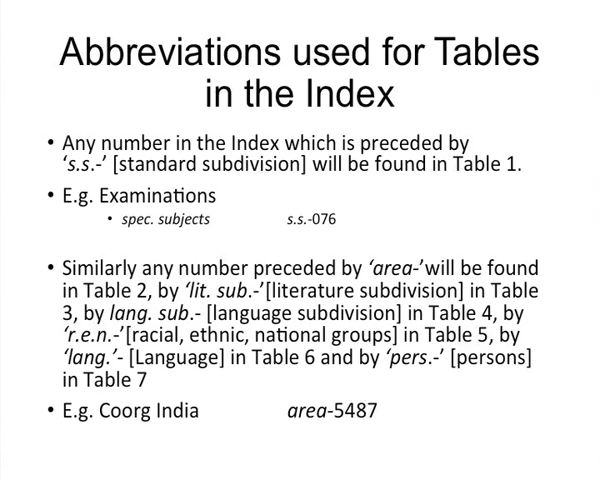 Abbreviations used for Tables
in the Index
• Any number in the Index which is preceded by
‘s.s.-’ [standard subdivision] will be found in Table 1.
• E.g. Examinations
• spec. subjects s.s.-076
• Similarly any number preceded by ‘area-’will be found
in Table 2, by ‘lit. sub.-’[literature subdivision] in Table
3, by lang. sub.- [language subdivision] in Table 4, by
‘r.e.n.-’[racial, ethnic, national groups] in Table 5, by
‘lang.’- [Language] in Table 6 and by ‘pers.-’ [persons]
in Table 7
• E.g. Coorg India area-5487